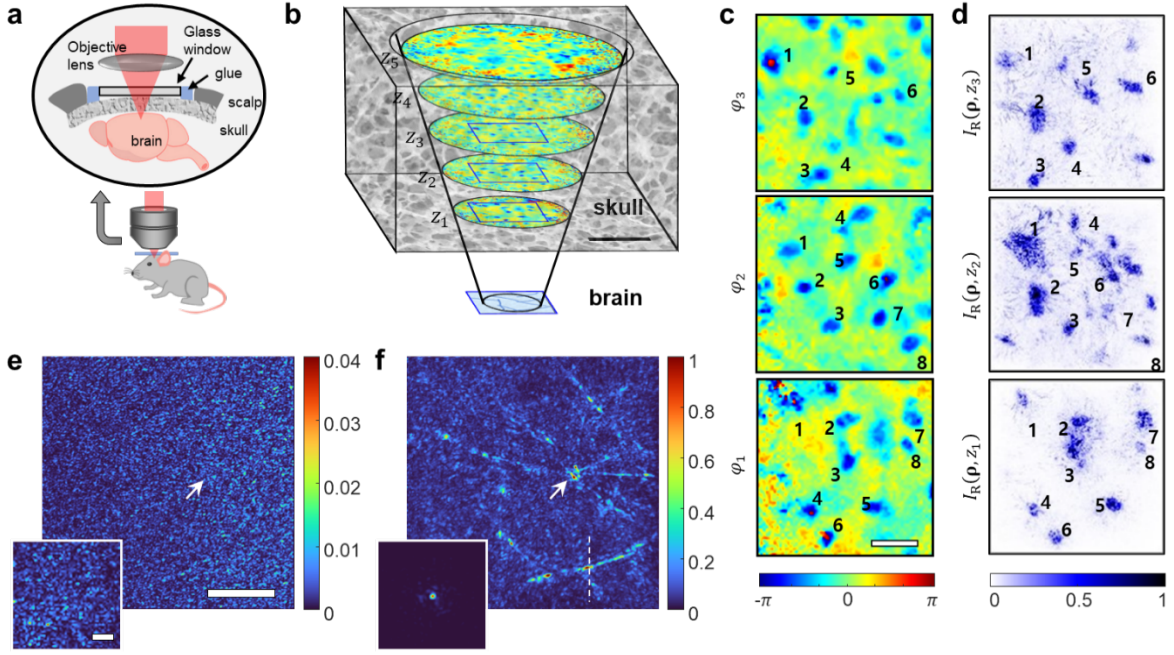 a
Objective
lens
Glass
window
glue
scalp
skull
brain
b
z₅
z₄
z₃
z₂
z₁
skull
brain
c
φ₃
1
5
6
2
4
3
φ₂
4
1
5
2
6
3
7
8
φ₁
1
2
7
8
3
4
5
6
-π
0
π
d
I_R(ρ, z₃)
1
5
6
2
3
4
I_R(ρ, z₂)
1
4
5
2
6
3
7
8
I_R(ρ, z₁)
1
2
7
3
8
4
5
6
0
0.5
1
e
0.04
0.03
0.02
0.01
0
f
1
0.8
0.6
0.4
0.2
0